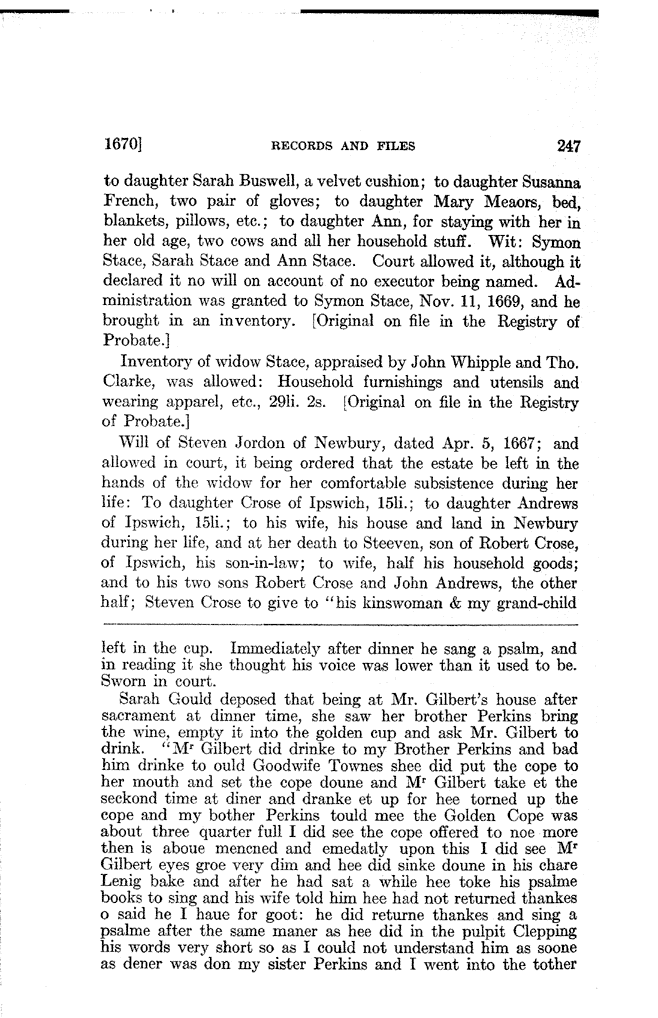 1670] RECORDS AND FILES 247
to daughter Sarah Buswell, a velvet cushion; to daughter Susanna
French, two pair of gloves; to daughter Mary Meaors, bed,
blankets, pillows, etc.; to daughter Ann, for staying with her in
her old age, two cows and all her household stuff. Wit: Symon
Stace, Sarah Stace and Ann Stace. Court allowed it, although it
declared it no will on account of no executor being named. Ad-
ministration was granted to Symon Stace, Nov. 11, 1669, and he
brought in an inventory. [Original on file in the Registry of
Probate.]
Inventory of widow Stace, appraised by John Whipple and Tho.
Clarke, was allowed: Household furnishings and utensils and
wearing apparel, etc., 29li. 2s. [Original on file in the Registry
of Probate.]
Will of Steven Jordon of Newbury, dated Apr. 5, 1667; and
allowed in court, it being ordered that the estate be left in the
hands of the widow for her comfortable subsistence during her
life: To daughter Crose of Ipswich, 15li.; to daughter Andrews
of Ipswich, 15li.; to his wife, his house and land in Newbury
during her life, and at her death to Steeven, son of Robert Crose,
of Ipswich, his son-in-law; to wife, half his household goods;
and to his two sons Robert Crose and John Andrews, the other
half; Steven Crose to give to "his kinswoman & my grand-child
left in the cup. Immediately after dinner he sang a psalm, and
in reading it she thought his voice was lower than it used to be.
Sworn in court.
Sarah Gould deposed that being at Mr. Gilbert's house after
sacrament at dinner time, she saw her brother Perkins bring
the wine, empty it into the golden cup and ask Mr. Gilbert to
drink. "Mʳ Gilbert did drinke to my Brother Perkins and bad
him drinke to ould Goodwife Townes shee did put the cope to
her mouth and set the cope doune and Mʳ Gilbert take et the
seckond time at diner and dranke et up for hee torned up the
cope and my bother Perkins tould mee the Golden Cope was
about three quarter full I did see the cope offered to noe more
then is aboue mencned and emedatly upon this I did see Mʳ
Gilbert eyes groe very dim and hee did sinke doune in his chare
Lenig bake and after he had sat a while hee toke his psalme
books to sing and his wife told him hee had not returned thankes
o said he I haue for goot: he did returne thankes and sing a
psalme after the same maner as hee did in the pulpit Clepping
his words very short so as I could not understand him as soone
as dener was don my sister Perkins and I went into the tother